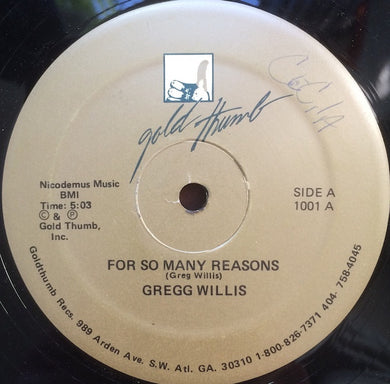 gold thumb
Nicodemus Music
BMI
Time: 5:03
© & ℗
Gold Thumb,
Inc.
SIDE A
1001 A
FOR SO MANY REASONS
(Greg Willis)
GREGG WILLIS
Goldthumb Recs. 989 Arden Ave. S.W. Atl. GA. 30310 1-800-826-7371 404- 758-4045